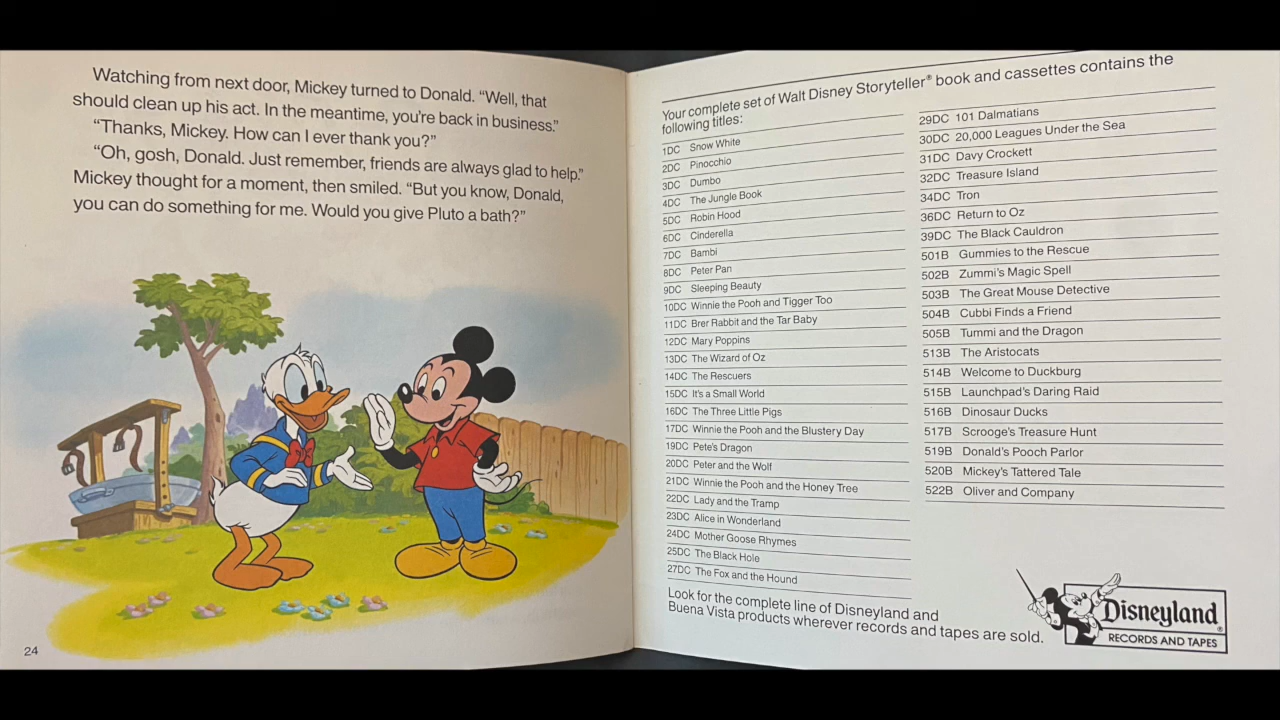 Watching from next door, Mickey turned to Donald. “Well, that
should clean up his act. In the meantime, you’re back in business.”
“Thanks, Mickey. How can I ever thank you?”
“Oh, gosh, Donald. Just remember, friends are always glad to help.”
Mickey thought for a moment, then smiled. “But you know, Donald,
you can do something for me. Would you give Pluto a bath?”
24
Your complete set of Walt Disney Storyteller® book and cassettes contains the
following titles:
1DC Snow White
2DC Pinocchio
3DC Dumbo
4DC The Jungle Book
5DC Robin Hood
6DC Cinderella
7DC Bambi
8DC Peter Pan
9DC Sleeping Beauty
10DC Winnie the Pooh and Tigger Too
11DC Brer Rabbit and the Tar Baby
12DC Mary Poppins
13DC The Wizard of Oz
14DC The Rescuers
15DC It's a Small World
16DC The Three Little Pigs
17DC Winnie the Pooh and the Blustery Day
19DC Pete's Dragon
20DC Peter and the Wolf
21DC Winnie the Pooh and the Honey Tree
22DC Lady and the Tramp
23DC Alice in Wonderland
24DC Mother Goose Rhymes
25DC The Black Hole
27DC The Fox and the Hound
29DC 101 Dalmatians
30DC 20,000 Leagues Under the Sea
31DC Davy Crockett
32DC Treasure Island
34DC Tron
36DC Return to Oz
39DC The Black Cauldron
501B Gummies to the Rescue
502B Zummi's Magic Spell
503B The Great Mouse Detective
504B Cubbi Finds a Friend
505B Tummi and the Dragon
513B The Aristocats
514B Welcome to Duckburg
515B Launchpad's Daring Raid
516B Dinosaur Ducks
517B Scrooge's Treasure Hunt
519B Donald's Pooch Parlor
520B Mickey's Tattered Tale
522B Oliver and Company
Look for the complete line of Disneyland and
Buena Vista products wherever records and tapes are sold.
Disneyland®
RECORDS AND TAPES